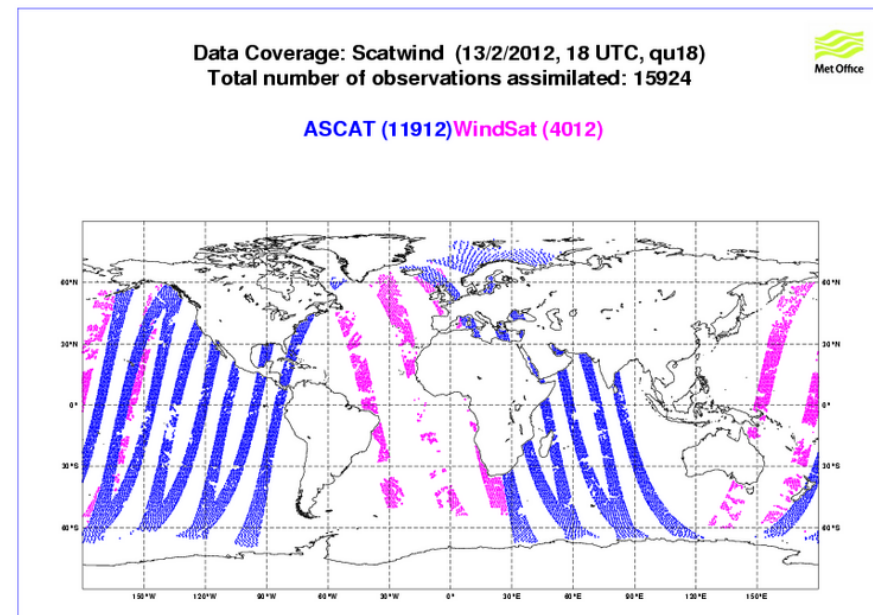 Data Coverage: Scatwind (13/2/2012, 18 UTC, qu18)
Total number of observations assimilated: 15924
Met Office
ASCAT (11912)WindSat (4012)
60°N 60°N
30°N 30°N
0° 0°
30°S 30°S
60°S 60°S
150°W 120°W 90°W 60°W 30°W 0° 30°E 60°E 90°E 120°E 150°E